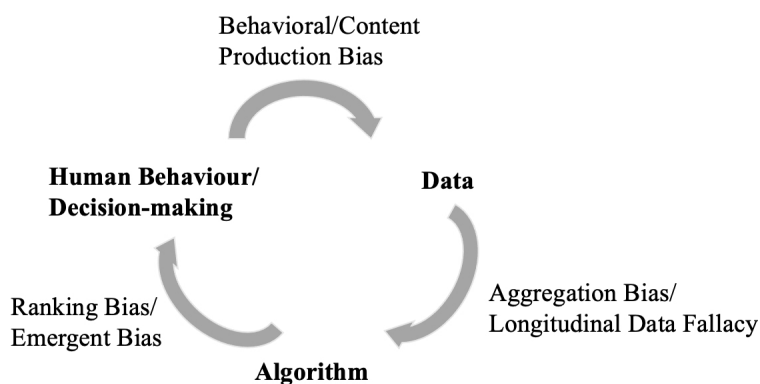 Behavioral/Content
Production Bias
Human Behaviour/
Decision-making
Data
Ranking Bias/
Emergent Bias
Aggregation Bias/
Longitudinal Data Fallacy
Algorithm